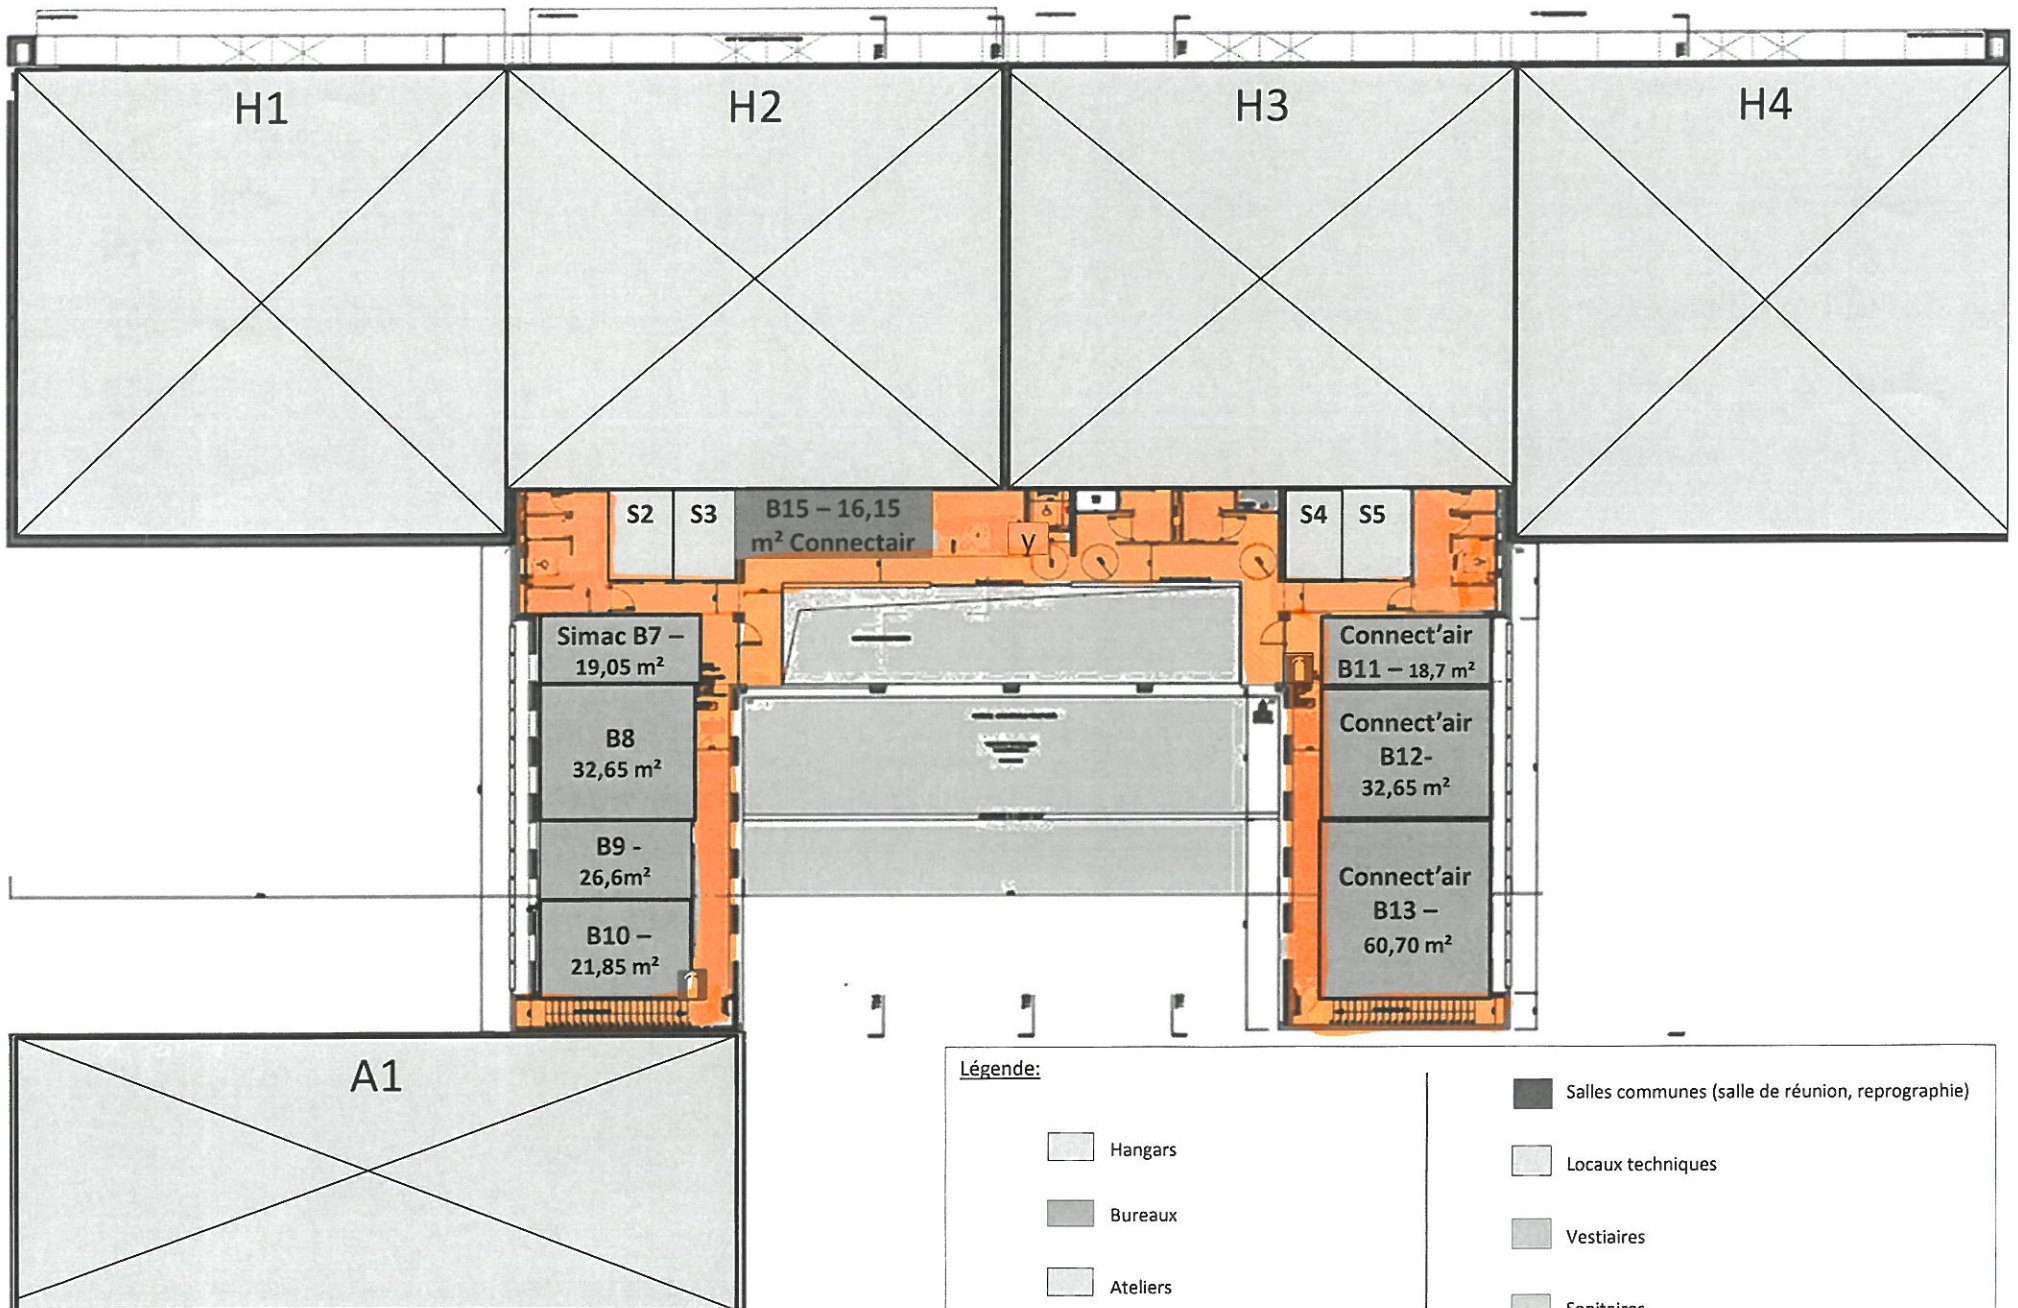 H1
H2
H3
H4
S2
S3
B15 – 16,15
m² Connectair
y
S4
S5
Simac B7 –
19,05 m²
Connect'air
B11 – 18,7 m²
B8
32,65 m²
Connect'air
B12-
32,65 m²
B9 -
26,6m²
Connect'air
B13 –
60,70 m²
B10 –
21,85 m²
A1
Légende:
Hangars
Bureaux
Ateliers
Salles communes (salle de réunion, reprographie)
Locaux techniques
Vestiaires
Sanitaires